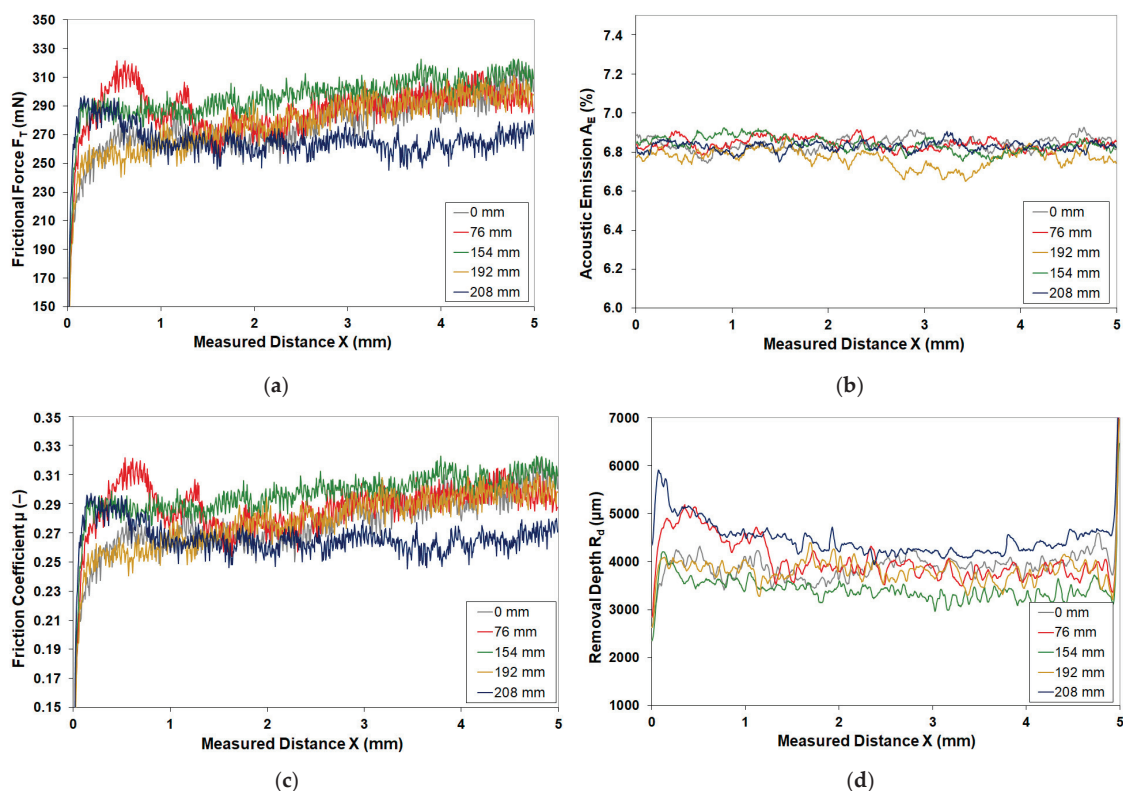 350
330
310
290
270
250
230
210
190
170
150
Frictional Force F_T (mN)
0 mm
76 mm
154 mm
192 mm
208 mm
0 1 2 3 4 5
Measured Distance X (mm)
(a)
7.4
7.2
7.0
6.8
6.6
6.4
6.2
6.0
Acoustic Emission A_E (%)
0 mm
76 mm
192 mm
154 mm
208 mm
0 1 2 3 4 5
Measured Distance X (mm)
(b)
0.35
0.33
0.31
0.29
0.27
0.25
0.23
0.21
0.19
0.17
0.15
Friction Coefficient µ (–)
0 mm
76 mm
154 mm
192 mm
208 mm
0 1 2 3 4 5
Measured Distance X (mm)
(c)
7000
6000
5000
4000
3000
2000
1000
Removal Depth R_d (µm)
0 mm
76 mm
154 mm
192 mm
208 mm
0 1 2 3 4 5
Measured Distance X (mm)
(d)